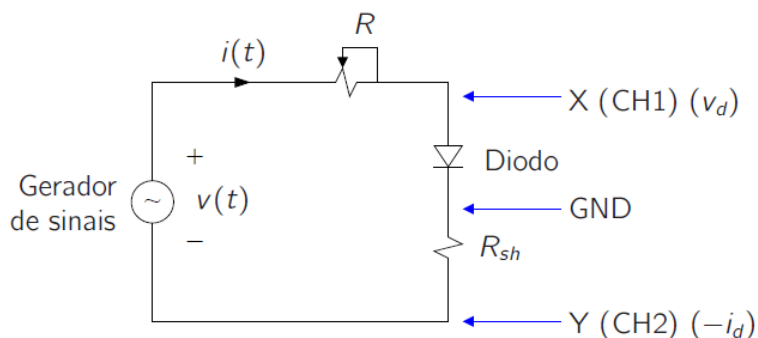 R
i(t)
X (CH1) (v_d)
+
Diodo
Gerador
de sinais
~
v(t)
GND
−
R_sh
Y (CH2) (−i_d)